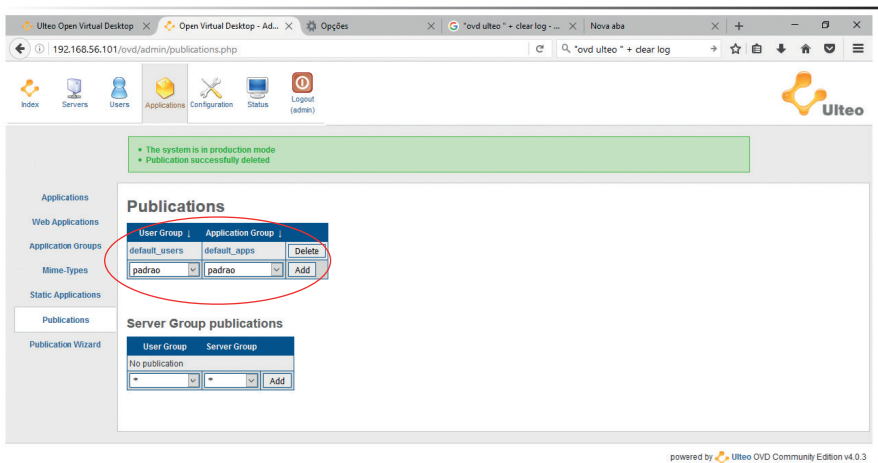 Ulteo Open Virtual Desktop
Open Virtual Desktop - Ad...
Opções
"ovd ulteo " + clear log - ...
Nova aba
192.168.56.101/ovd/admin/publications.php
"ovd ulteo " + clear log
Index
Servers
Users
Applications
Configuration
Status
Logout
(admin)
Ulteo
The system is in production mode
Publication successfully deleted
Applications
Web Applications
Application Groups
Mime-Types
Static Applications
Publications
Publication Wizard
Publications
User Group ↓ Application Group ↓
default_users default_apps Delete
padrao padrao Add
Server Group publications
User Group Server Group
No publication
* * Add
powered by Ulteo OVD Community Edition v4.0.3